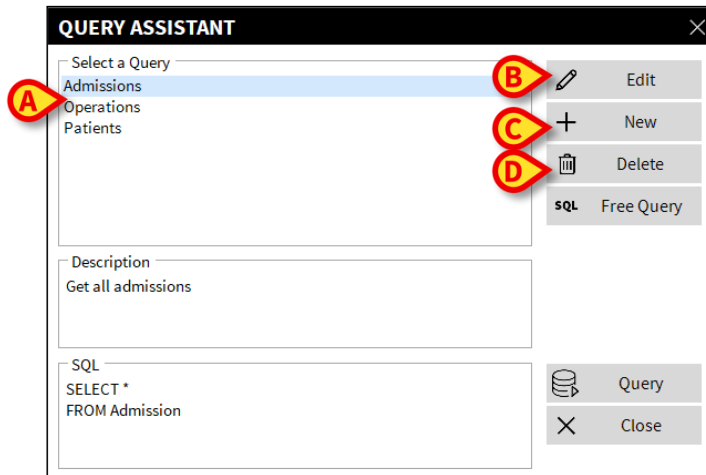 QUERY ASSISTANT
Select a Query
Admissions
Operations
Patients
A
B
Edit
C
New
D
Delete
SQL Free Query
Description
Get all admissions
SQL
SELECT *
FROM Admission
Query
Close